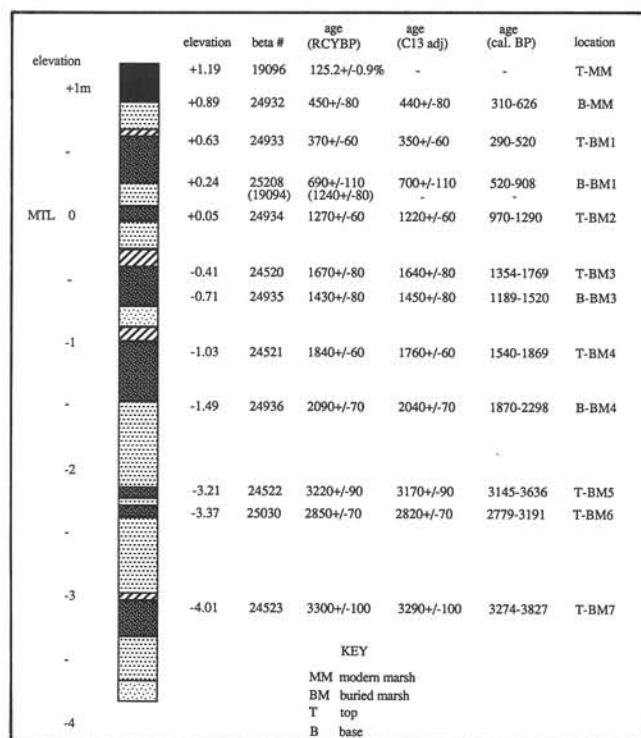 elevation beta # age (RCYBP) age (C13 adj) age (cal. BP) location
elevation
+1.19 19096 125.2+/-0.9% - - T-MM
+1m
+0.89 24932 450+/-80 440+/-80 310-626 B-MM
+0.63 24933 370+/-60 350+/-60 290-520 T-BM1
-
+0.24 25208 690+/-110 700+/-110 520-908 B-BM1
(19094) (1240+/-80) - -
MTL 0 +0.05 24934 1270+/-60 1220+/-60 970-1290 T-BM2
-0.41 24520 1670+/-80 1640+/-80 1354-1769 T-BM3
-
-0.71 24935 1430+/-80 1450+/-80 1189-1520 B-BM3
-1
-1.03 24521 1840+/-60 1760+/-60 1540-1869 T-BM4
-
-1.49 24936 2090+/-70 2040+/-70 1870-2298 B-BM4
-2
-3.21 24522 3220+/-90 3170+/-90 3145-3636 T-BM5
-3.37 25030 2850+/-70 2820+/-70 2779-3191 T-BM6
-
-3
-4.01 24523 3300+/-100 3290+/-100 3274-3827 T-BM7
KEY
-
MM modern marsh
BM buried marsh
T top
-4
B base